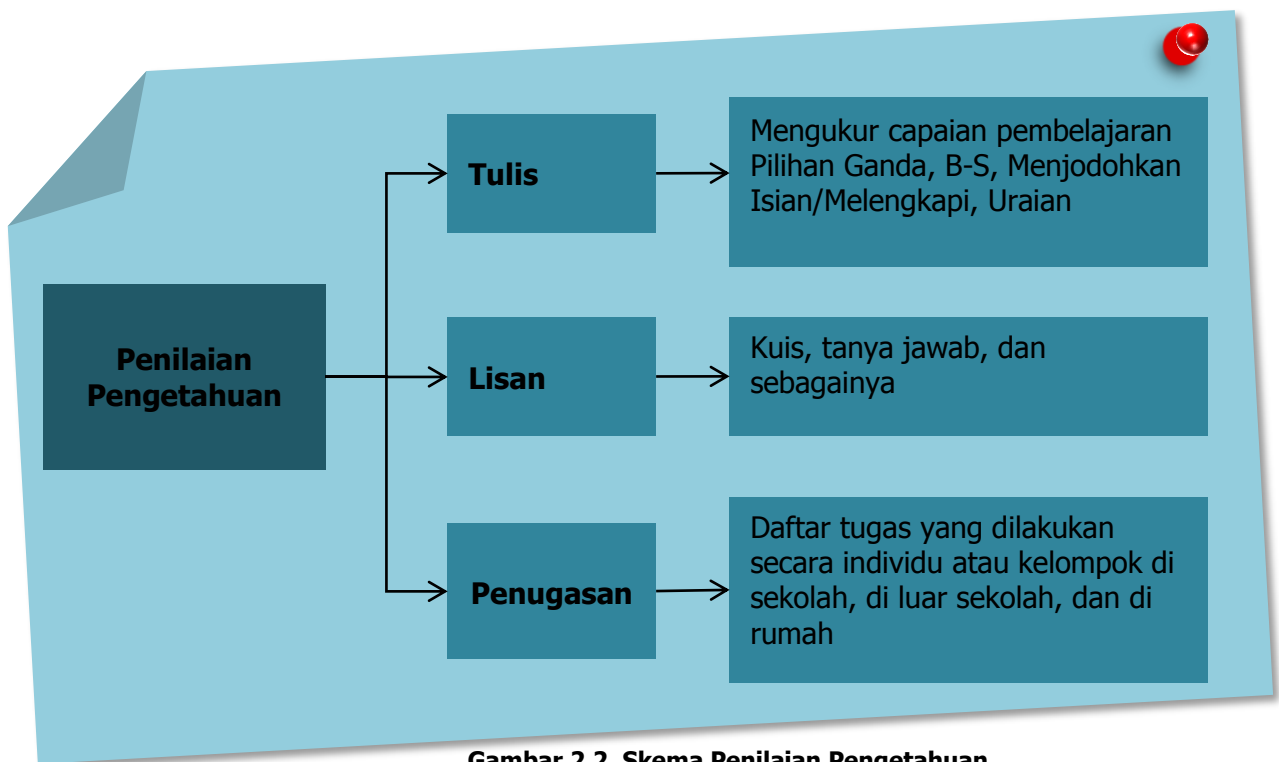 Tulis
Mengukur capaian pembelajaran
Pilihan Ganda, B-S, Menjodohkan
Isian/Melengkapi, Uraian
Penilaian
Pengetahuan
Lisan
Kuis, tanya jawab, dan
sebagainya
Penugasan
Daftar tugas yang dilakukan
secara individu atau kelompok di
sekolah, di luar sekolah, dan di
rumah
Gambar 2.2. Skema Penilaian Pengetahuan